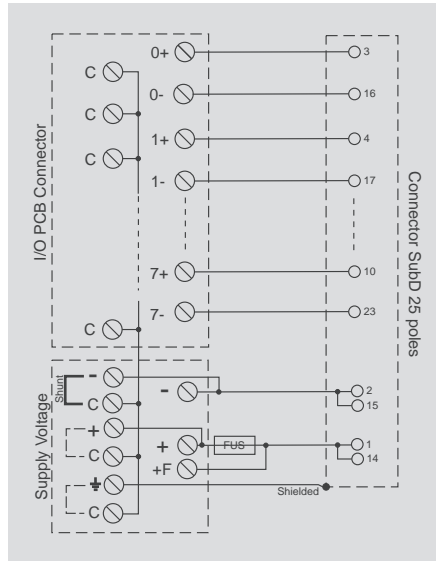 0+
3
C
0-
16
C
1+
4
C
1-
17
I/O PCB Connector
Connector SubD 25 poles
7+
10
7-
23
C
-
Shunt
-
2
C
15
Supply Voltage
+
+
FUS
1
C
+F
14
Shielded
C